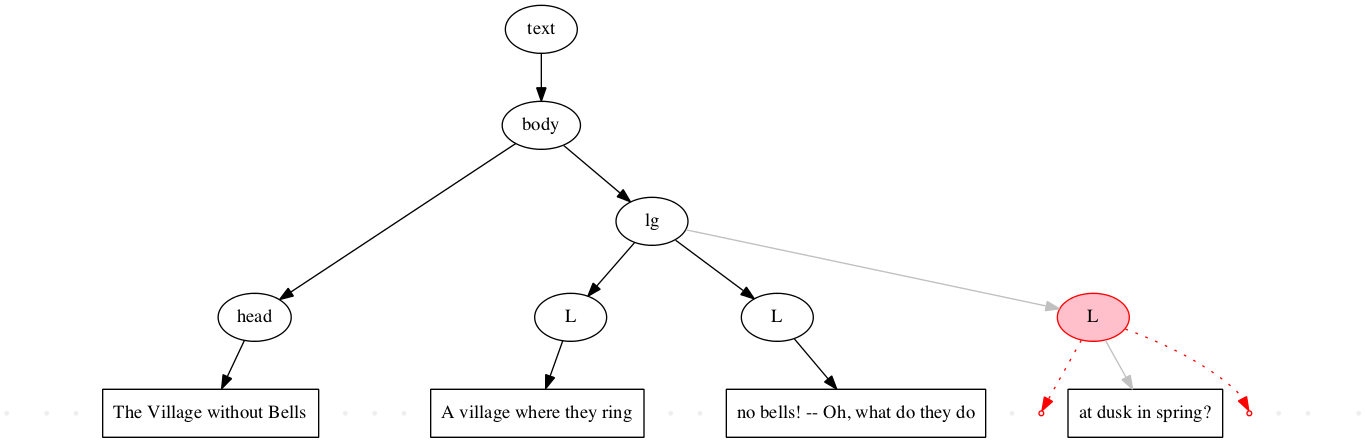 text
body
lg
head
L
L
L
The Village without Bells
A village where they ring
no bells! -- Oh, what do they do
at dusk in spring?